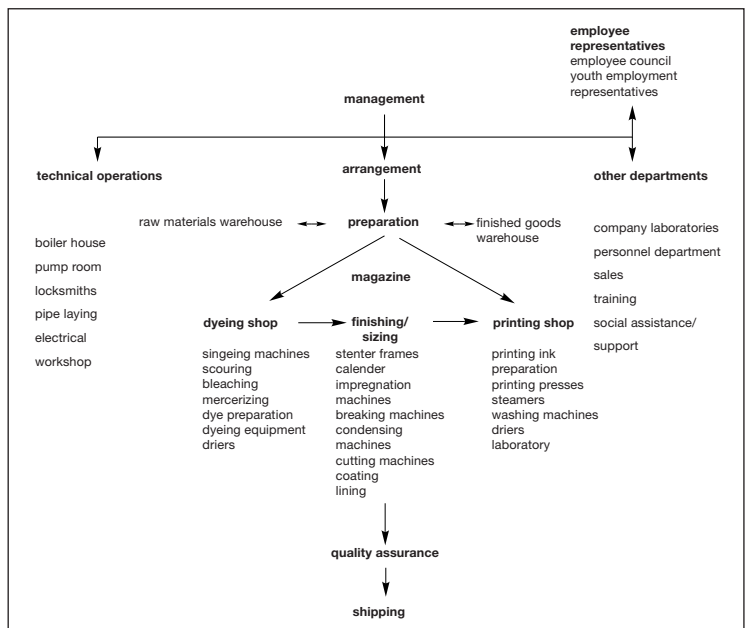 employee
representatives
employee council
youth employment
representatives
management
technical operations
arrangement
other departments
raw materials warehouse
preparation
finished goods
warehouse
boiler house
pump room
locksmiths
pipe laying
electrical
workshop
company laboratories
personnel department
sales
training
social assistance/
support
magazine
dyeing shop
singeing machines
scouring
bleaching
mercerizing
dye preparation
dyeing equipment
driers
finishing/
sizing
stenter frames
calender
impregnation
machines
breaking machines
condensing
machines
cutting machines
coating
lining
printing shop
printing ink
preparation
printing presses
steamers
washing machines
driers
laboratory
quality assurance
shipping